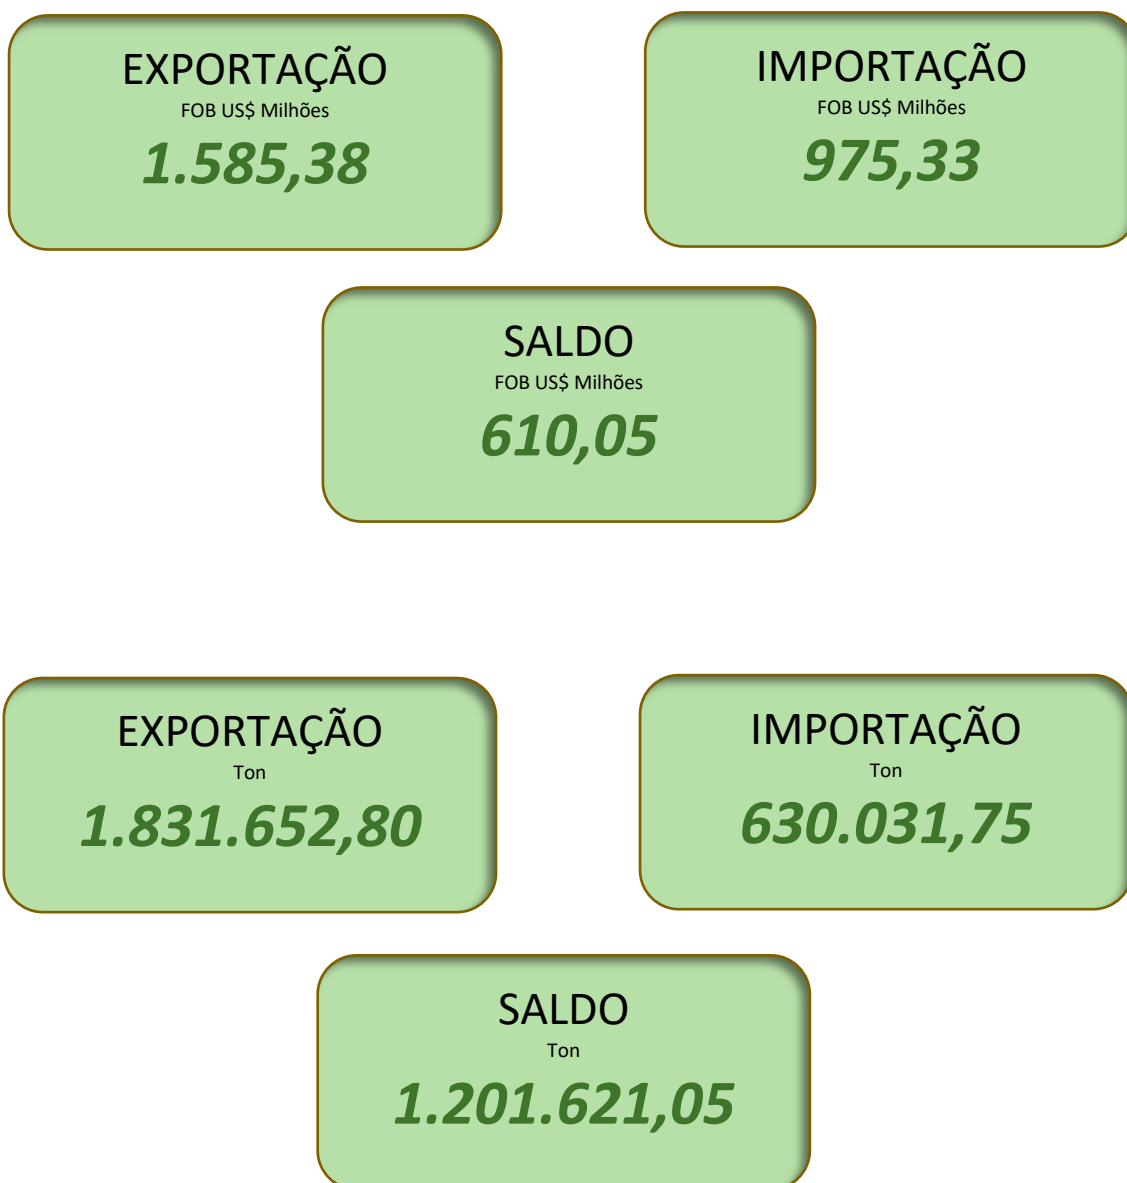 EXPORTAÇÃO
FOB US$ Milhões
1.585,38
IMPORTAÇÃO
FOB US$ Milhões
975,33
SALDO
FOB US$ Milhões
610,05
EXPORTAÇÃO
Ton
1.831.652,80
IMPORTAÇÃO
Ton
630.031,75
SALDO
Ton
1.201.621,05